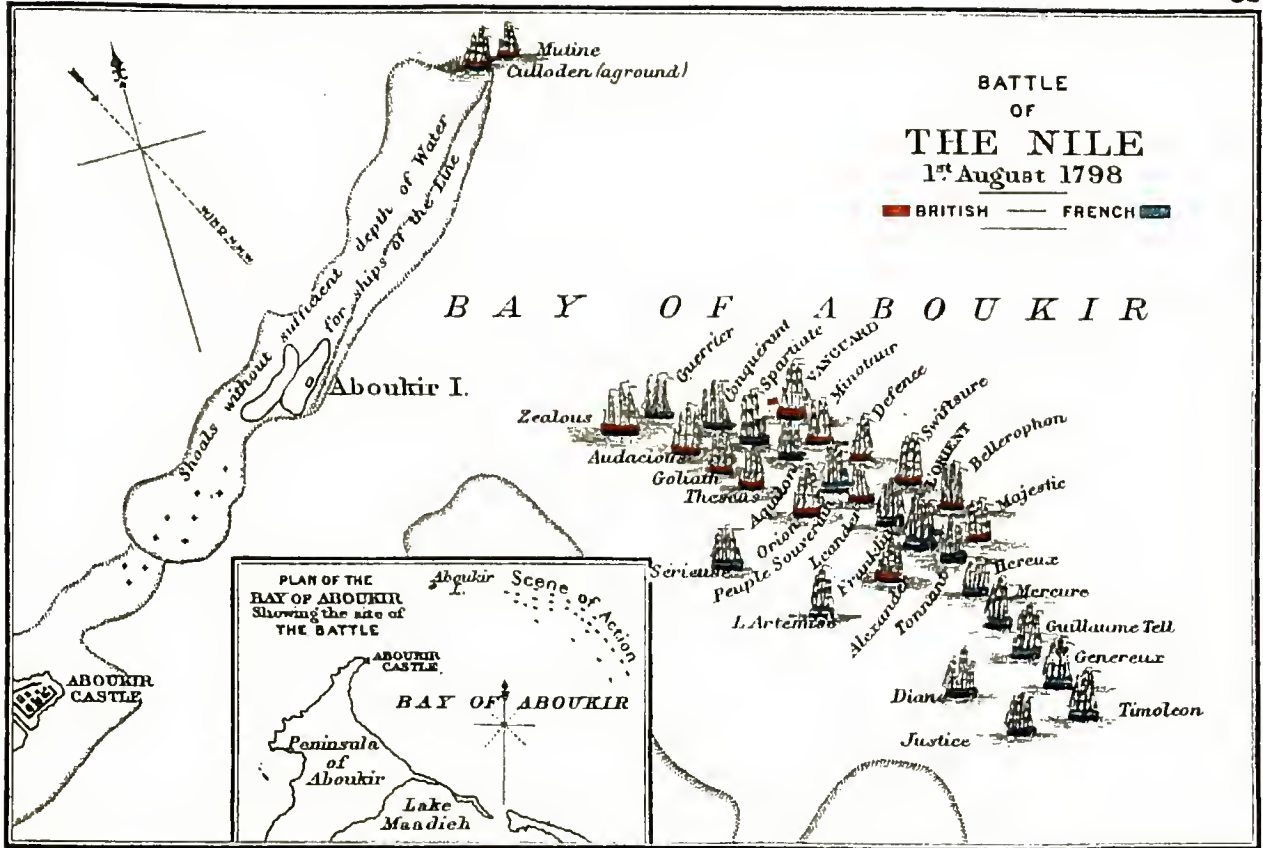 Mutine
Culloden (aground)
BATTLE
OF
THE NILE
1st August 1798
BRITISH — FRENCH
WIND N.N.W
Shoals without sufficient depth of Water
for ships of the Line
BAY OF ABOUKIR
Aboukir I.
Zealous
Guerrier
Conquérant
Spartiate
VANGUARD
Minotaur
Defence
Swiftsure
L'ORIENT
Bellerophon
Majestic
Audacious
Goliath
Theseus
Aquilon
Orion
Peuple Souverain
Leander
Franklin
Alexander
Tonnant
Sérieuse
L'Artemise
Hereux
Mercure
Guillaume Tell
Genereux
Timoleon
Diane
Justice
ABOUKIR
CASTLE
PLAN OF THE
BAY OF ABOUKIR
Showing the site of
THE BATTLE
Aboukir
I.
Scene of Action
ABOUKIR
CASTLE
BAY OF ABOUKIR
Peninsula
of
Aboukir
Lake
Maadieh